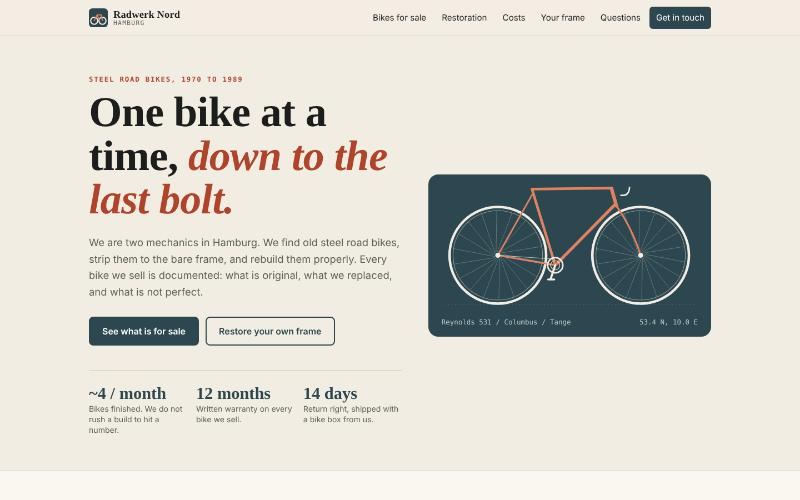 Radwerk Nord
HAMBURG
Bikes for sale
Restoration
Costs
Your frame
Questions
Get in touch
STEEL ROAD BIKES, 1970 TO 1989
One bike at a
time, down to the
last bolt.
We are two mechanics in Hamburg. We find old steel road bikes,
strip them to the bare frame, and rebuild them properly. Every
bike we sell is documented: what is original, what we replaced,
and what is not perfect.
See what is for sale
Restore your own frame
Reynolds 531 / Columbus / Tange
53.4 N, 10.0 E
~4 / month
Bikes finished. We do not
rush a build to hit a
number.
12 months
Written warranty on every
bike we sell.
14 days
Return right, shipped with
a bike box from us.